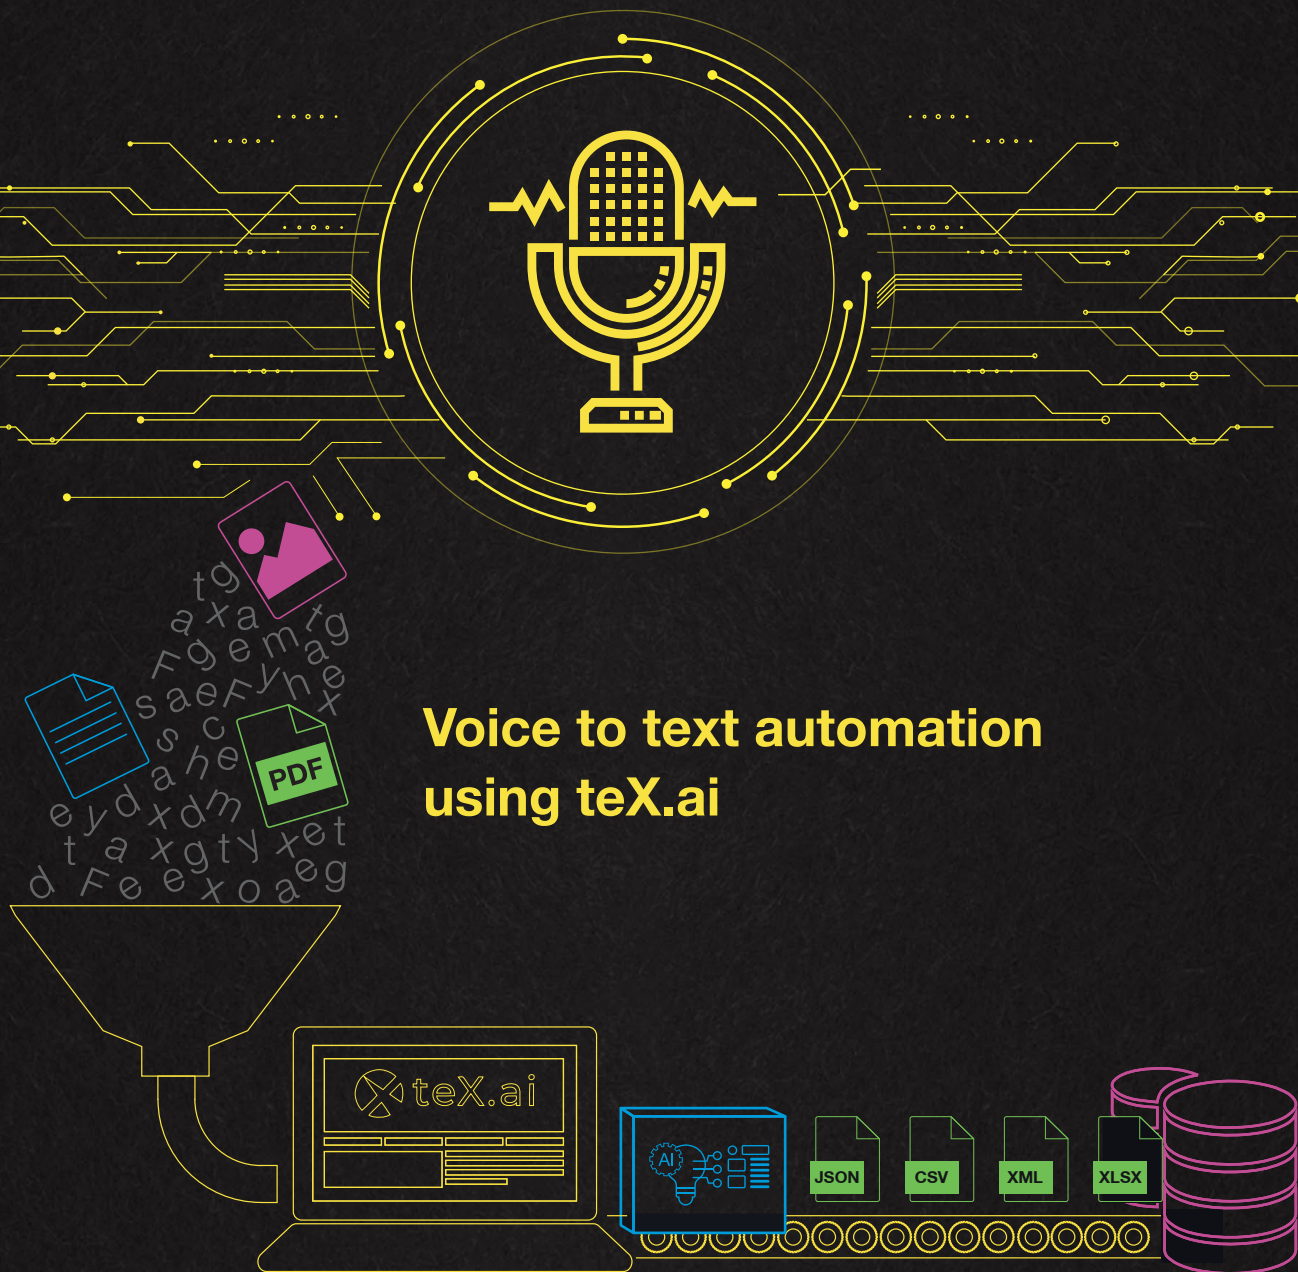 t g
a x a
F g e m t g
s a e F y h a e
s c x
a h e
PDF
Voice to text automation
using teX.ai
e y d x d m
t a x g t y x e t
d F e e x o a e g
teX.ai
AI
JSON
CSV
XML
XLSX